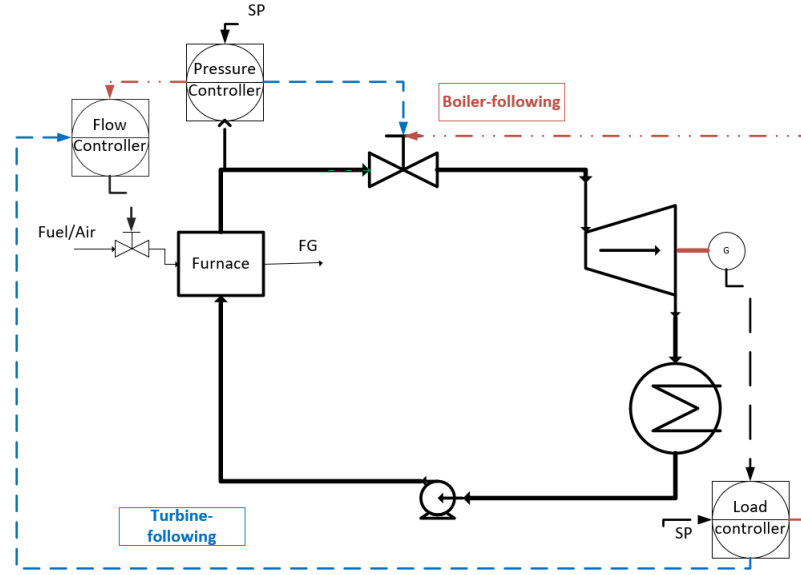 SP
Pressure
Controller
Boiler-following
Flow
Controller
Fuel/Air
Furnace
FG
G
Turbine-
following
Load
controller
SP